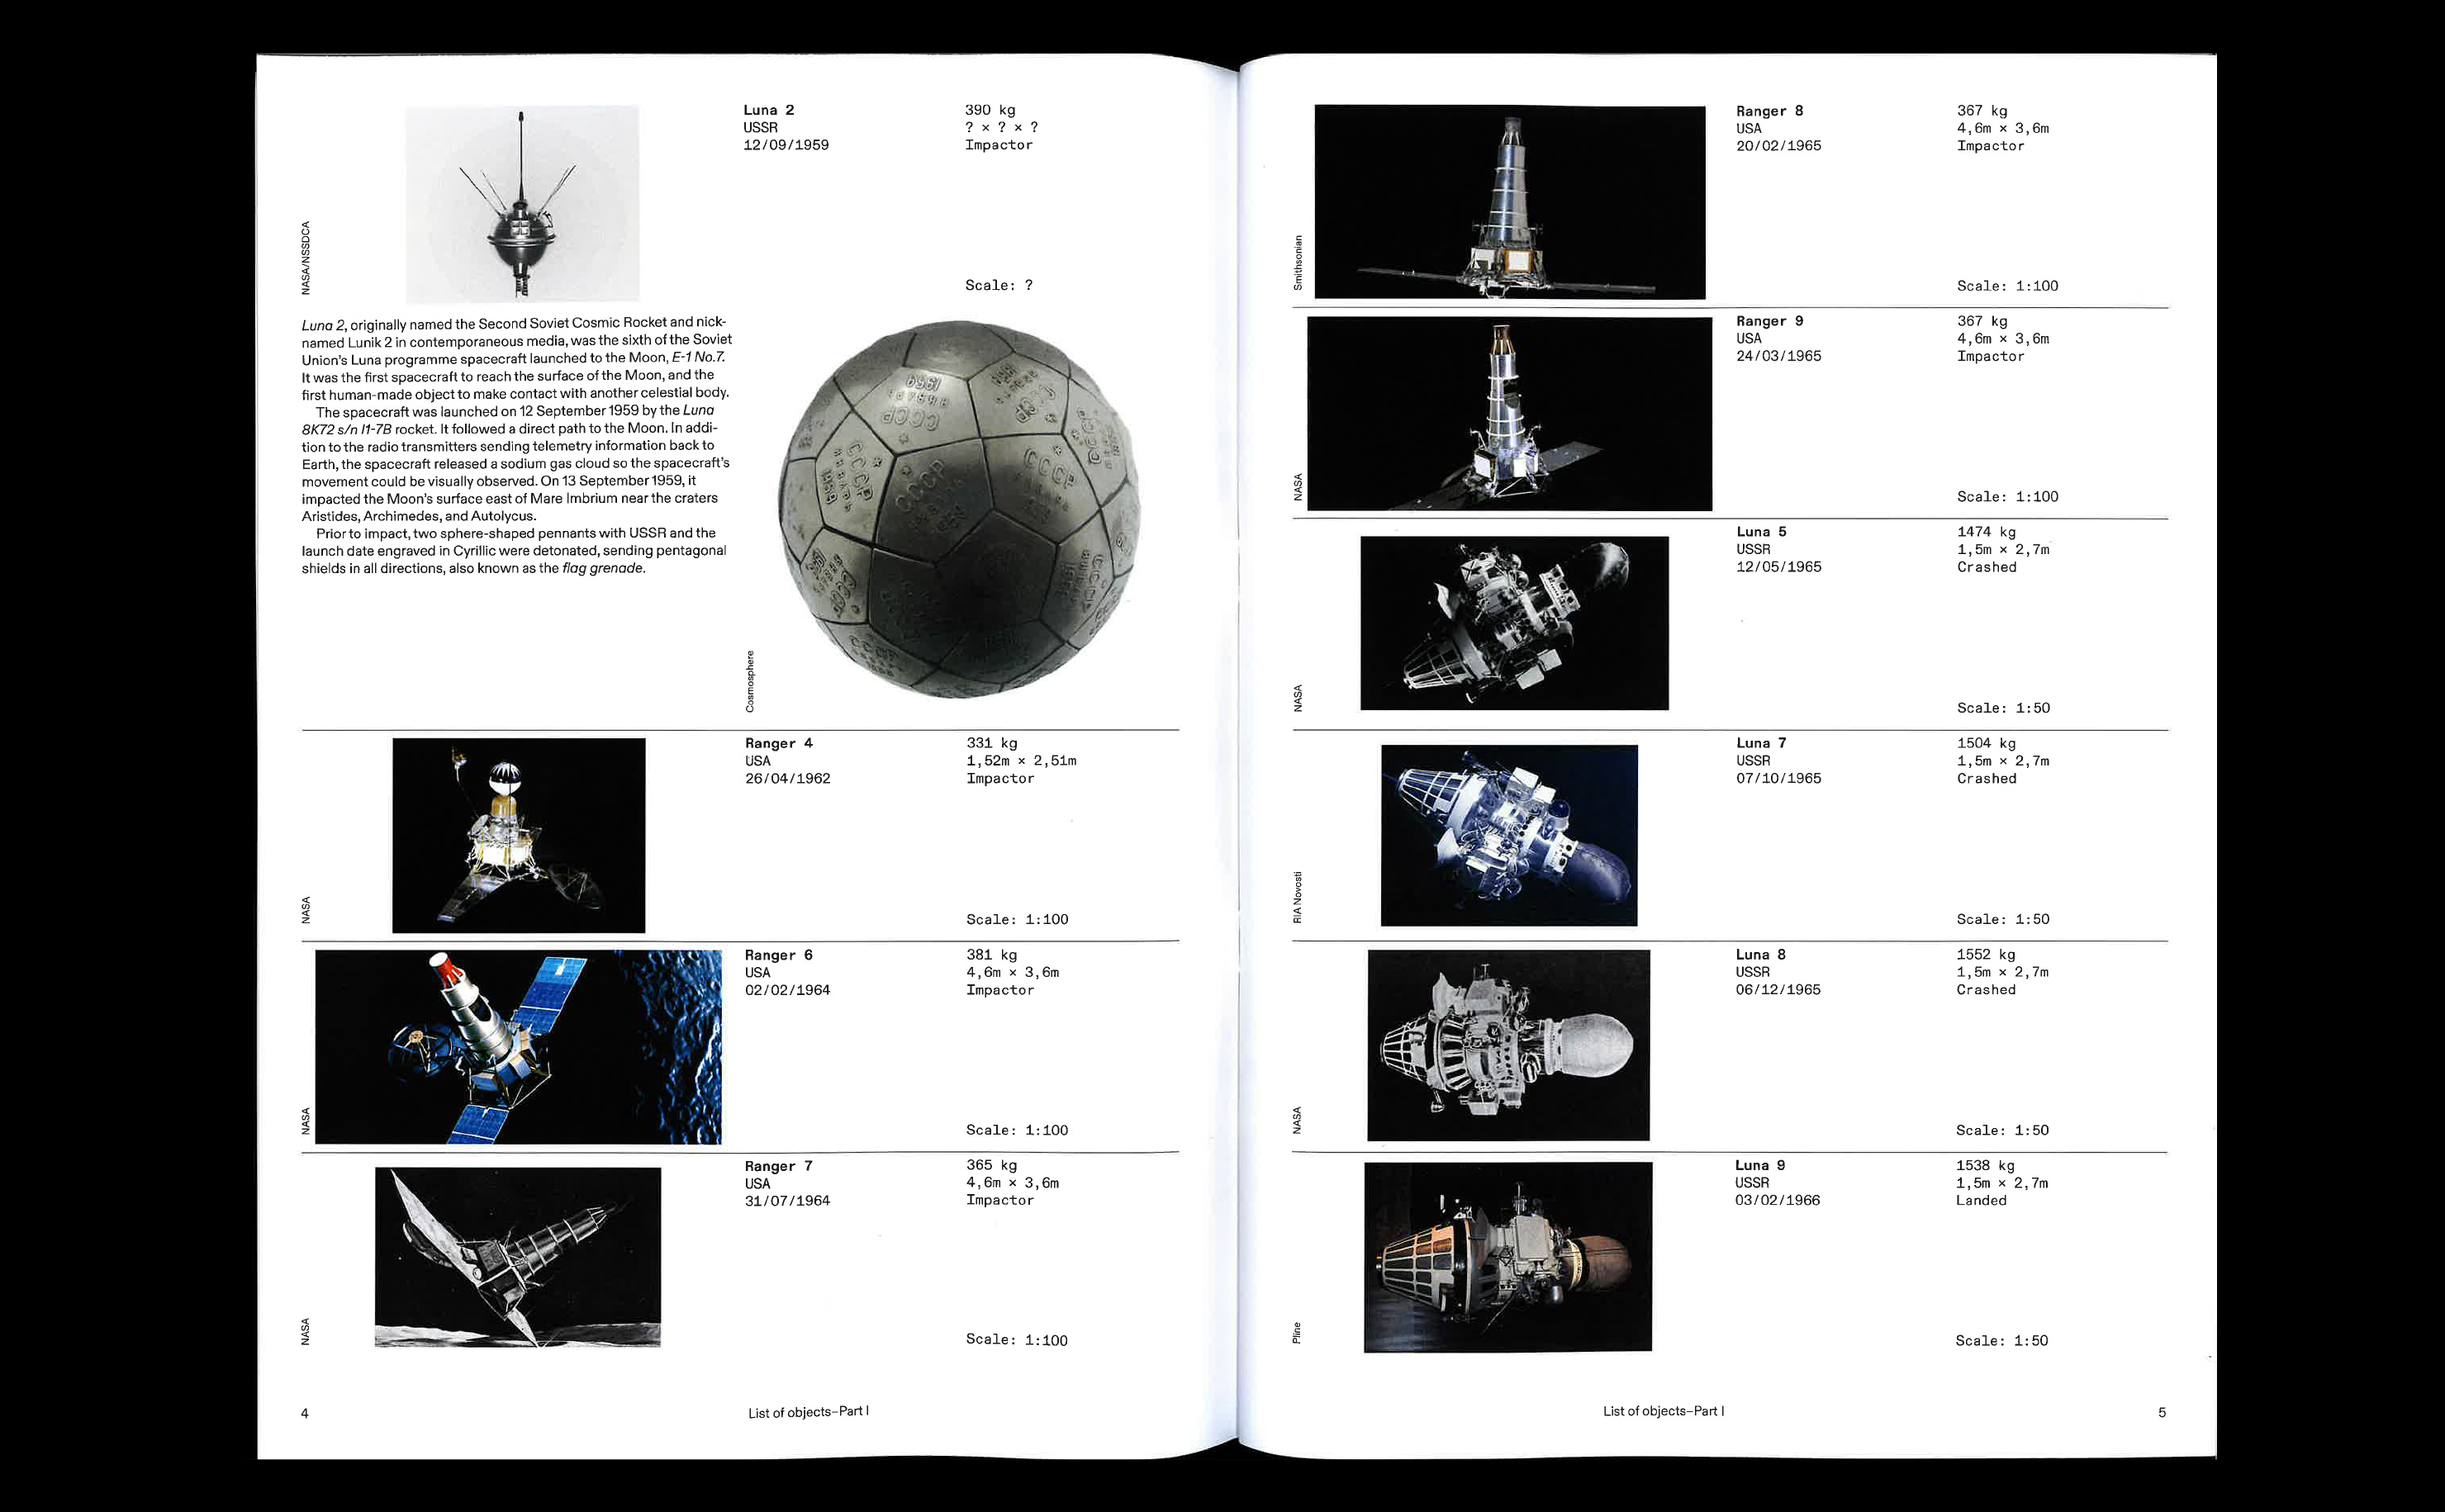 NASA/NSSDCA
Luna 2
USSR
12/09/1959
390 kg
? × ? × ?
Impactor
Scale: ?
Luna 2, originally named the Second Soviet Cosmic Rocket and nick-
named Lunik 2 in contemporaneous media, was the sixth of the Soviet
Union's Luna programme spacecraft launched to the Moon, E-1 No.7.
It was the first spacecraft to reach the surface of the Moon, and the
first human-made object to make contact with another celestial body.
The spacecraft was launched on 12 September 1959 by the Luna
8K72 s/n I1-7B rocket. It followed a direct path to the Moon. In addi-
tion to the radio transmitters sending telemetry information back to
Earth, the spacecraft released a sodium gas cloud so the spacecraft's
movement could be visually observed. On 13 September 1959, it
impacted the Moon's surface east of Mare Imbrium near the craters
Aristides, Archimedes, and Autolycus.
Prior to impact, two sphere-shaped pennants with USSR and the
launch date engraved in Cyrillic were detonated, sending pentagonal
shields in all directions, also known as the flag grenade.
Cosmosphere
СССР
СССР
СССР
СССР
СССР
NASA
Ranger 4
USA
26/04/1962
331 kg
1,52m × 2,51m
Impactor
Scale: 1:100
NASA
Ranger 6
USA
02/02/1964
381 kg
4,6m × 3,6m
Impactor
Scale: 1:100
NASA
Ranger 7
USA
31/07/1964
365 kg
4,6m × 3,6m
Impactor
Scale: 1:100
4
List of objects–Part I
Smithsonian
Ranger 8
USA
20/02/1965
367 kg
4,6m × 3,6m
Impactor
Scale: 1:100
NASA
Ranger 9
USA
24/03/1965
367 kg
4,6m × 3,6m
Impactor
Scale: 1:100
NASA
Luna 5
USSR
12/05/1965
1474 kg
1,5m × 2,7m
Crashed
Scale: 1:50
RIA Novosti
Luna 7
USSR
07/10/1965
1504 kg
1,5m × 2,7m
Crashed
Scale: 1:50
NASA
Luna 8
USSR
06/12/1965
1552 kg
1,5m × 2,7m
Crashed
Scale: 1:50
Pline
Luna 9
USSR
03/02/1966
1538 kg
1,5m × 2,7m
Landed
Scale: 1:50
List of objects–Part I
5